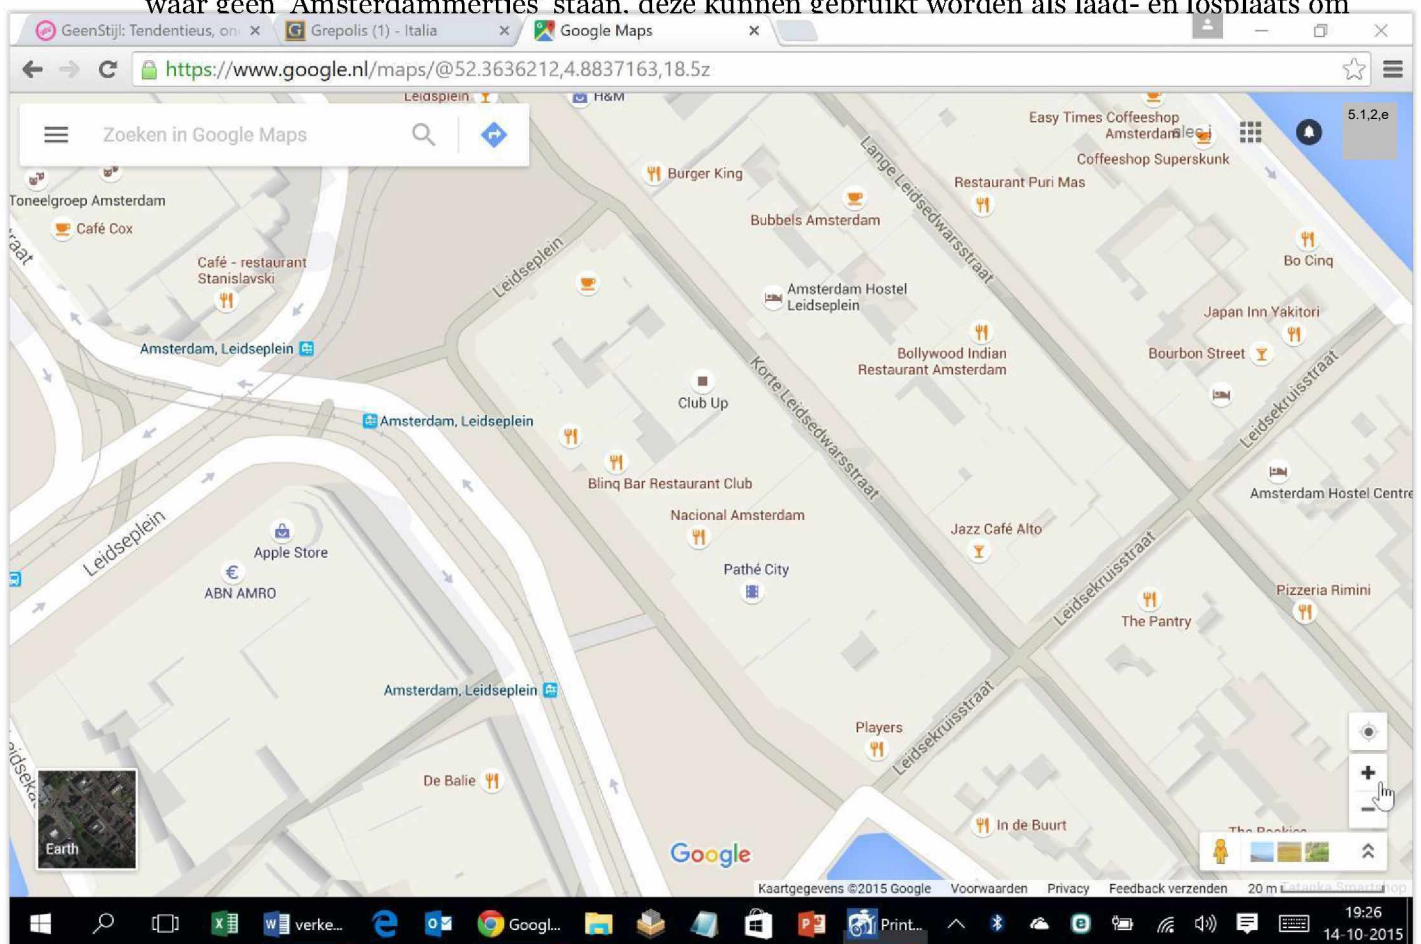 waar geen 'Amsterdammertjes' staan, deze kunnen gebruikt worden als laad- en losplaats om
GeenStijl: Tendentieus, on
Grepolis (1) - Italia
Google Maps
https://www.google.nl/maps/@52.3636212,4.8837163,18.5z
Leidsplein
H&M
Easy Times Coffeeshop
Amsterdam
5.1,2,e
Zoeken in Google Maps
Coffeeshop Superskunk
Lange Leidsedwarsstraat
Burger King
Restaurant Puri Mas
Toneelgroep Amsterdam
Bubbels Amsterdam
Café Cox
raat
Leidseplein
Bo Cinq
Café - restaurant
Stanislavski
Amsterdam Hostel
Leidseplein
Japan Inn Yakitori
Amsterdam, Leidseplein
Bollywood Indian
Restaurant Amsterdam
Bourbon Street
Korte Leidsedwarsstraat
Leidsekruisstraat
Club Up
Amsterdam, Leidseplein
Blinq Bar Restaurant Club
Amsterdam Hostel Centre
Nacional Amsterdam
Leidseplein
Jazz Café Alto
Apple Store
Pathé City
Leidsekruisstraat
ABN AMRO
Pizzeria Rimini
The Pantry
Amsterdam, Leidseplein
Players
Leidsekruisstraat
eidseka
De Balie
In de Buurt
The Rookies
Earth
Google
Kaartgegevens ©2015 Google Voorwaarden Privacy Feedback verzenden 20 m
Tatanka Smartshop
verke...
Googl...
Print...
19:26
14-10-2015